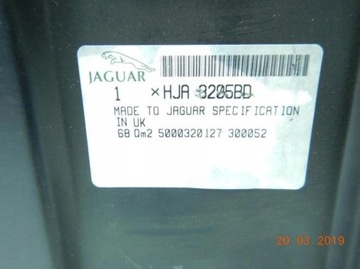 JAGUAR
1 ×HJA 3205BD
MADE TO JAGUAR SPECIFICATION
IN UK
68 Qm2 5000320127 300052
20 03 2019